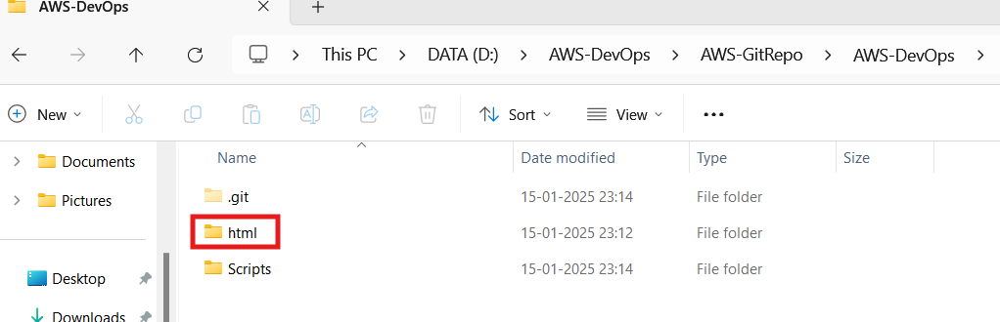 AWS-DevOps
This PC > DATA (D:) > AWS-DevOps > AWS-GitRepo > AWS-DevOps >
New Sort View
Documents
Pictures
Desktop
Downloads
Name Date modified Type Size
.git 15-01-2025 23:14 File folder
html 15-01-2025 23:12 File folder
Scripts 15-01-2025 23:14 File folder